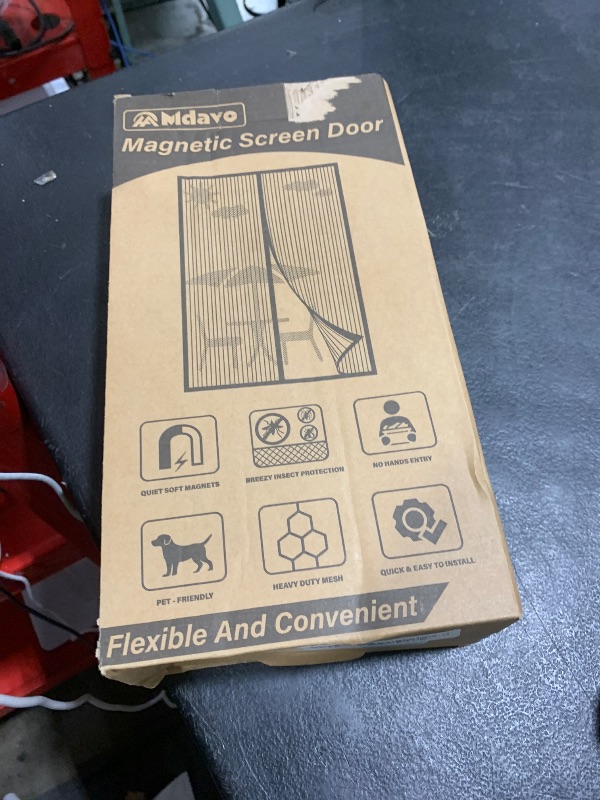 Mdavo
Magnetic Screen Door
QUIET SOFT MAGNETS
BREEZY INSECT PROTECTION
NO HANDS ENTRY
PET - FRIENDLY
HEAVY DUTY MESH
QUICK & EASY TO INSTALL
Flexible And Convenient